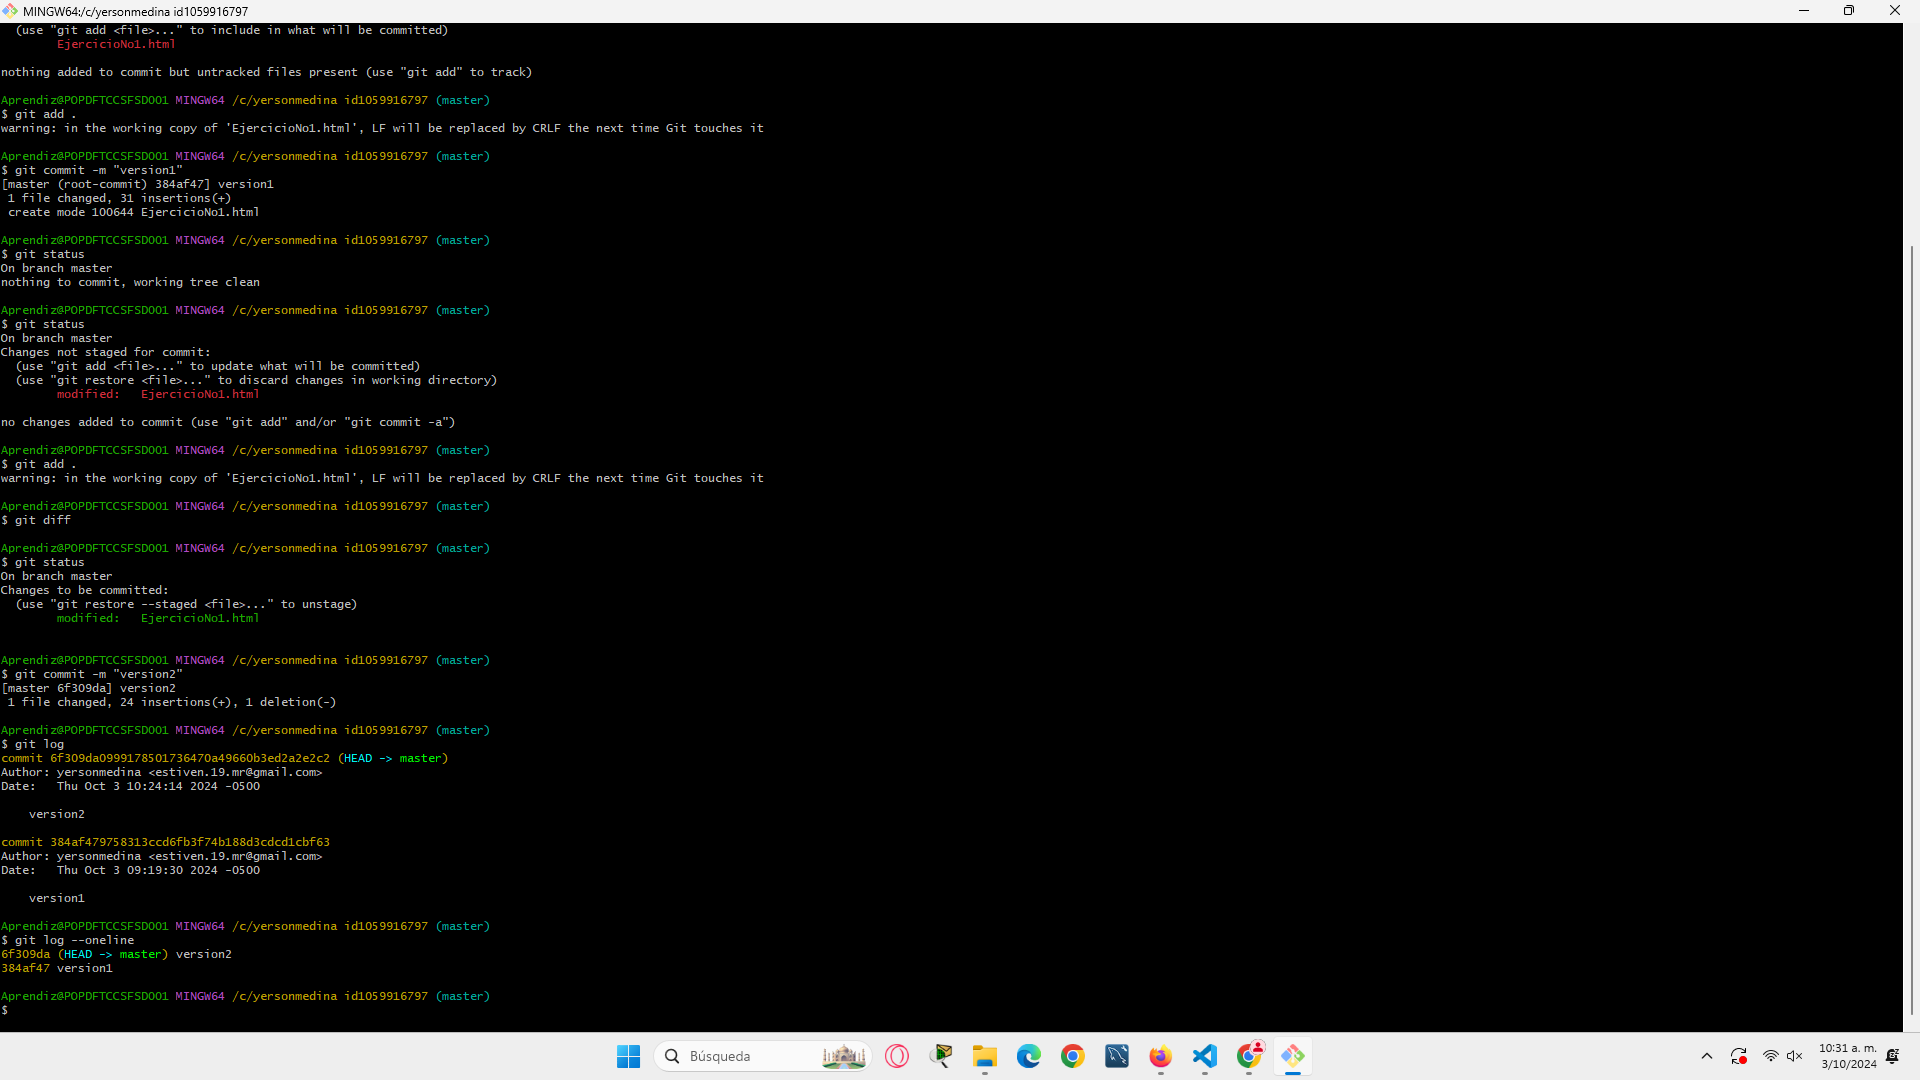 MINGW64:/c/yersonmedina id1059916797
(use "git add <file>..." to include in what will be committed)
EjercicioNo1.html
nothing added to commit but untracked files present (use "git add" to track)
Aprendiz@POPDFTCCSFSD001 MINGW64 /c/yersonmedina id1059916797 (master)
$ git add .
warning: in the working copy of 'EjercicioNo1.html', LF will be replaced by CRLF the next time Git touches it
Aprendiz@POPDFTCCSFSD001 MINGW64 /c/yersonmedina id1059916797 (master)
$ git commit -m "version1"
[master (root-commit) 384af47] version1
1 file changed, 31 insertions(+)
create mode 100644 EjercicioNo1.html
Aprendiz@POPDFTCCSFSD001 MINGW64 /c/yersonmedina id1059916797 (master)
$ git status
On branch master
nothing to commit, working tree clean
Aprendiz@POPDFTCCSFSD001 MINGW64 /c/yersonmedina id1059916797 (master)
$ git status
On branch master
Changes not staged for commit:
(use "git add <file>..." to update what will be committed)
(use "git restore <file>..." to discard changes in working directory)
modified:   EjercicioNo1.html
no changes added to commit (use "git add" and/or "git commit -a")
Aprendiz@POPDFTCCSFSD001 MINGW64 /c/yersonmedina id1059916797 (master)
$ git add .
warning: in the working copy of 'EjercicioNo1.html', LF will be replaced by CRLF the next time Git touches it
Aprendiz@POPDFTCCSFSD001 MINGW64 /c/yersonmedina id1059916797 (master)
$ git diff
Aprendiz@POPDFTCCSFSD001 MINGW64 /c/yersonmedina id1059916797 (master)
$ git status
On branch master
Changes to be committed:
(use "git restore --staged <file>..." to unstage)
modified:   EjercicioNo1.html
Aprendiz@POPDFTCCSFSD001 MINGW64 /c/yersonmedina id1059916797 (master)
$ git commit -m "version2"
[master 6f309da] version2
1 file changed, 24 insertions(+), 1 deletion(-)
Aprendiz@POPDFTCCSFSD001 MINGW64 /c/yersonmedina id1059916797 (master)
$ git log
commit 6f309da0999178501736470a49660b3ed2a2e2c2 (HEAD -> master)
Author: yersonmedina <estiven.19.mr@gmail.com>
Date:   Thu Oct 3 10:24:14 2024 -0500
version2
commit 384af479758313ccd6fb3f74b188d3cdcd1cbf63
Author: yersonmedina <estiven.19.mr@gmail.com>
Date:   Thu Oct 3 09:19:30 2024 -0500
version1
Aprendiz@POPDFTCCSFSD001 MINGW64 /c/yersonmedina id1059916797 (master)
$ git log --oneline
6f309da (HEAD -> master) version2
384af47 version1
Aprendiz@POPDFTCCSFSD001 MINGW64 /c/yersonmedina id1059916797 (master)
$
Búsqueda
10:31 a. m.
3/10/2024